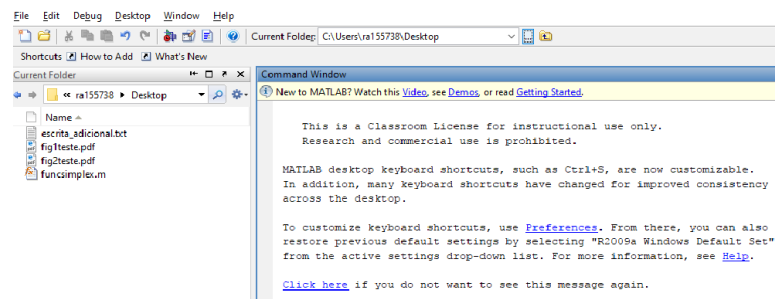 File Edit Debug Desktop Window Help
Current Folder: C:\Users\ra155738\Desktop
Shortcuts How to Add What's New
Current Folder
« ra155738 Desktop
Name
escrita_adicional.txt
fig1teste.pdf
fig2teste.pdf
funcsimplex.m
Command Window
New to MATLAB? Watch this Video, see Demos, or read Getting Started.
This is a Classroom License for instructional use only.
Research and commercial use is prohibited.
MATLAB desktop keyboard shortcuts, such as Ctrl+S, are now customizable.
In addition, many keyboard shortcuts have changed for improved consistency
across the desktop.
To customize keyboard shortcuts, use Preferences. From there, you can also
restore previous default settings by selecting "R2009a Windows Default Set"
from the active settings drop-down list. For more information, see Help.
Click here if you do not want to see this message again.